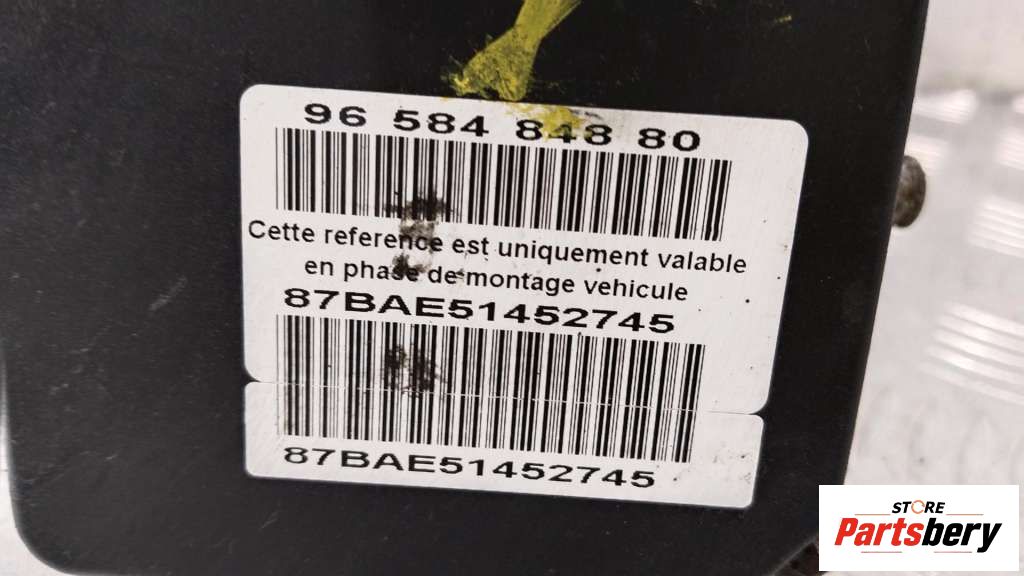 96 584 848 80
Cette reference est uniquement valable
en phase de montage vehicule
87BAE51452745
87BAE51452745
STORE
Partsbery